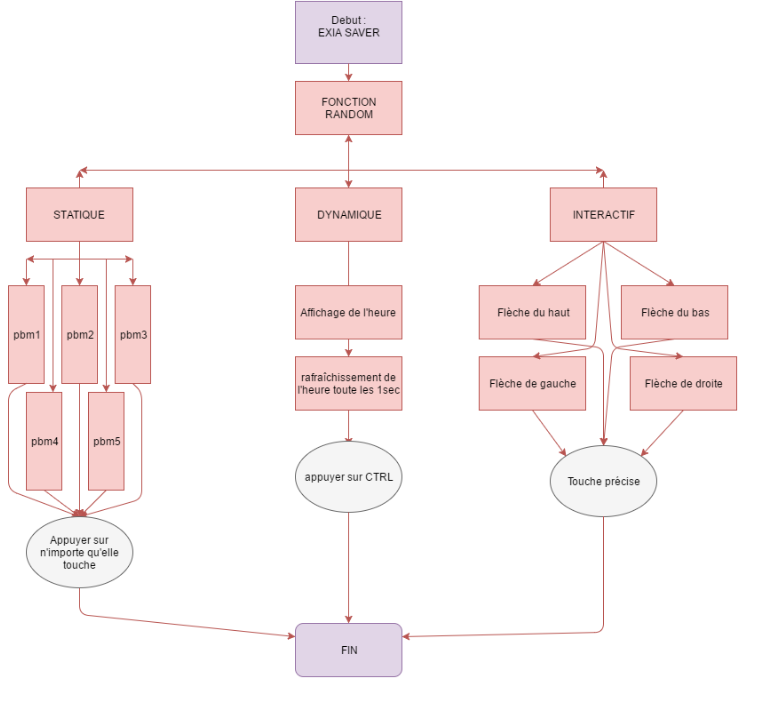 Debut :
EXIA SAVER
FONCTION
RANDOM
STATIQUE
DYNAMIQUE
INTERACTIF
pbm1
pbm2
pbm3
pbm4
pbm5
Affichage de l'heure
rafraîchissement de
l'heure toute les 1sec
Flèche du haut
Flèche du bas
Flèche de gauche
Flèche de droite
Appuyer sur
n'importe qu'elle
touche
appuyer sur CTRL
Touche précise
FIN